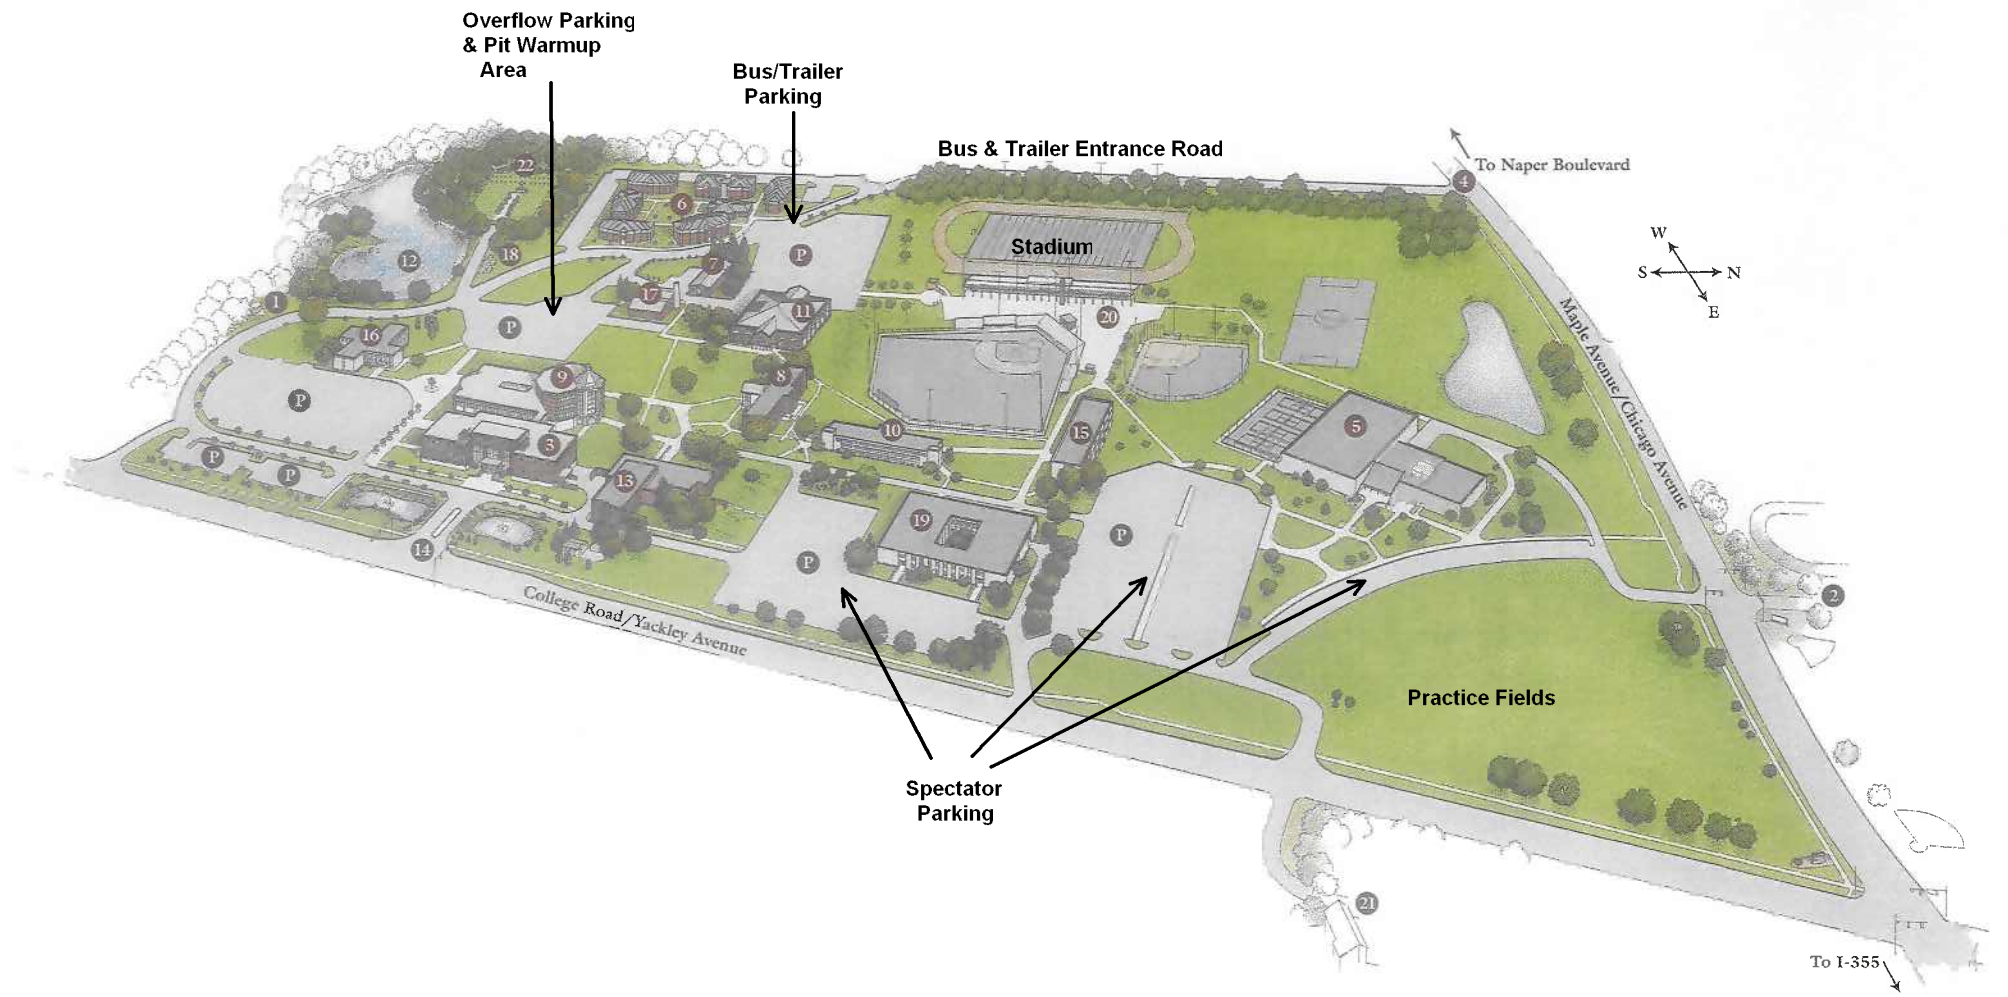 Overflow Parking
& Pit Warmup
Area
Bus/Trailer
Parking
Bus & Trailer Entrance Road
To Naper Boulevard
4
22
6
W
S
N
E
12
18
7
P
Stadium
1
17
11
20
Maple Avenue/Chicago Avenue
16
P
9
8
P
10
15
5
3
P
P
13
19
14
P
P
2
College Road/Yackley Avenue
Practice Fields
Spectator
Parking
21
To I-355